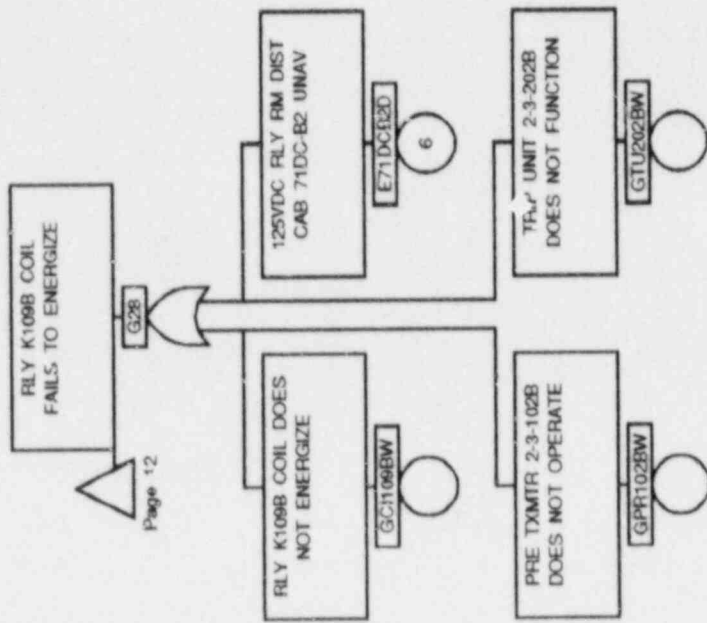 RLY K109B COIL
FAILS TO ENERGIZE
G28
Page 12
RLY K109B COIL DOES
NOT ENERGIZE
GCI109BW
125VDC RLY RM DIST
CAB 71DC-B2 UNAV
E71DCB2D
6
PRE TXMTR 2-3-102B
DOES NOT OPERATE
GPR102BW
TRIP UNIT 2-3-202B
DOES NOT FUNCTION
GTU202BW